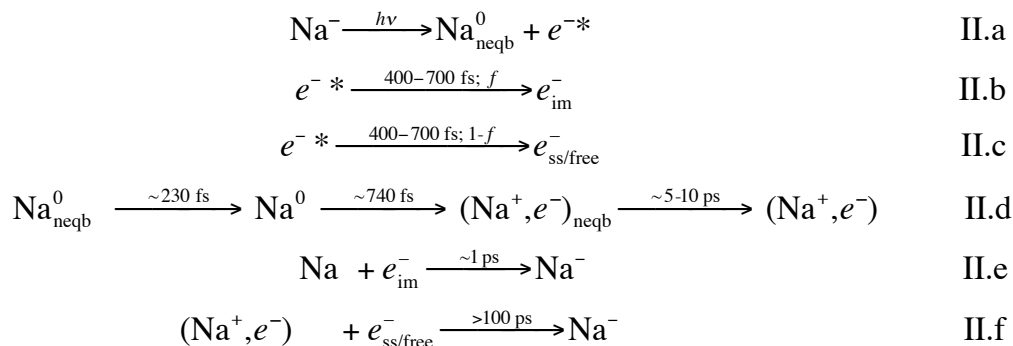 Na⁻ —hν→ Na⁰neqb + e⁻* II.a
e⁻ * —400–700 fs; f→ e⁻im II.b
e⁻ * —400–700 fs; 1-f→ e⁻ss/free II.c
Na⁰neqb —~230 fs→ Na⁰ —~740 fs→ (Na⁺,e⁻)neqb —~5-10 ps→ (Na⁺,e⁻) II.d
Na + e⁻im —~1 ps→ Na⁻ II.e
(Na⁺,e⁻) + e⁻ss/free —>100 ps→ Na⁻ II.f